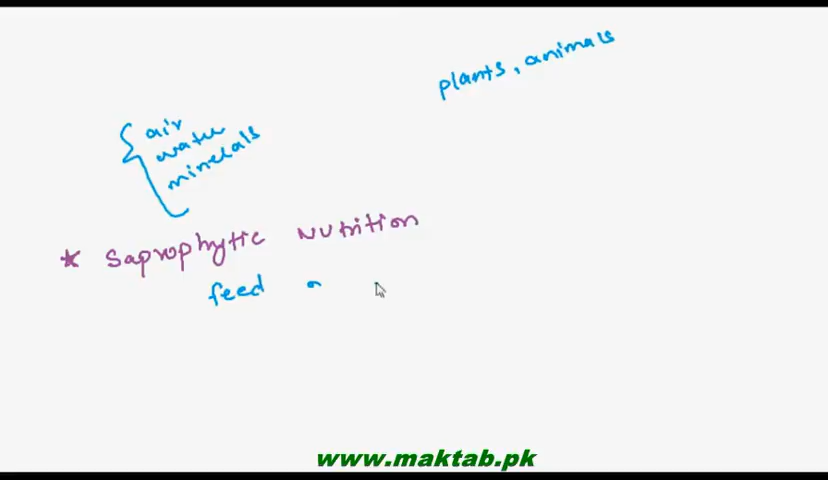 plants, animals
air
water
minerals
* Saprophytic Nutrition
feed
www.maktab.pk